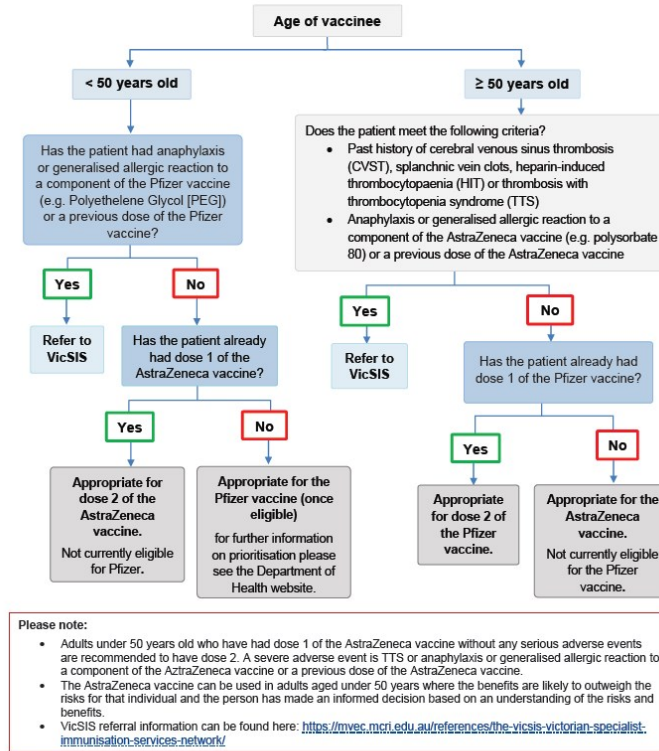 Age of vaccinee
< 50 years old
Has the patient had anaphylaxis
or generalised allergic reaction to
a component of the Pfizer vaccine
(e.g. Polyethelene Glycol [PEG])
or a previous dose of the Pfizer
vaccine?
Yes
No
Refer to
VicSIS
Has the patient already
had dose 1 of the
AstraZeneca vaccine?
Yes
No
Appropriate for
dose 2 of the
AstraZeneca
vaccine.
Not currently eligible
for Pfizer.
Appropriate for the
Pfizer vaccine (once
eligible)
for further information
on prioritisation please
see the Department of
Health website.
≥ 50 years old
Does the patient meet the following criteria?
• Past history of cerebral venous sinus thrombosis
(CVST), splanchnic vein clots, heparin-induced
thrombocytopaenia (HIT) or thrombosis with
thrombocytopenia syndrome (TTS)
• Anaphylaxis or generalised allergic reaction to a
component of the AstraZeneca vaccine (e.g. polysorbate
80) or a previous dose of the AstraZeneca vaccine
Yes
No
Refer to
VicSIS
Has the patient already had
dose 1 of the Pfizer vaccine?
Yes
No
Appropriate
for dose 2 of
the Pfizer
vaccine.
Appropriate for the
AstraZeneca
vaccine.
Not currently eligible
for the Pfizer
vaccine.
Please note:
• Adults under 50 years old who have had dose 1 of the AstraZeneca vaccine without any serious adverse events
are recommended to have dose 2. A severe adverse event is TTS or anaphylaxis or generalised allergic reaction to
a component of the AztraZeneca vaccine or a previous dose of the AstraZeneca vaccine.
• The AstraZeneca vaccine can be used in adults aged under 50 years where the benefits are likely to outweigh the
risks for that individual and the person has made an informed decision based on an understanding of the risks and
benefits.
• VicSIS referral information can be found here: https://mvec.mcri.edu.au/references/the-vicsis-victorian-specialist-
immunisation-services-network/